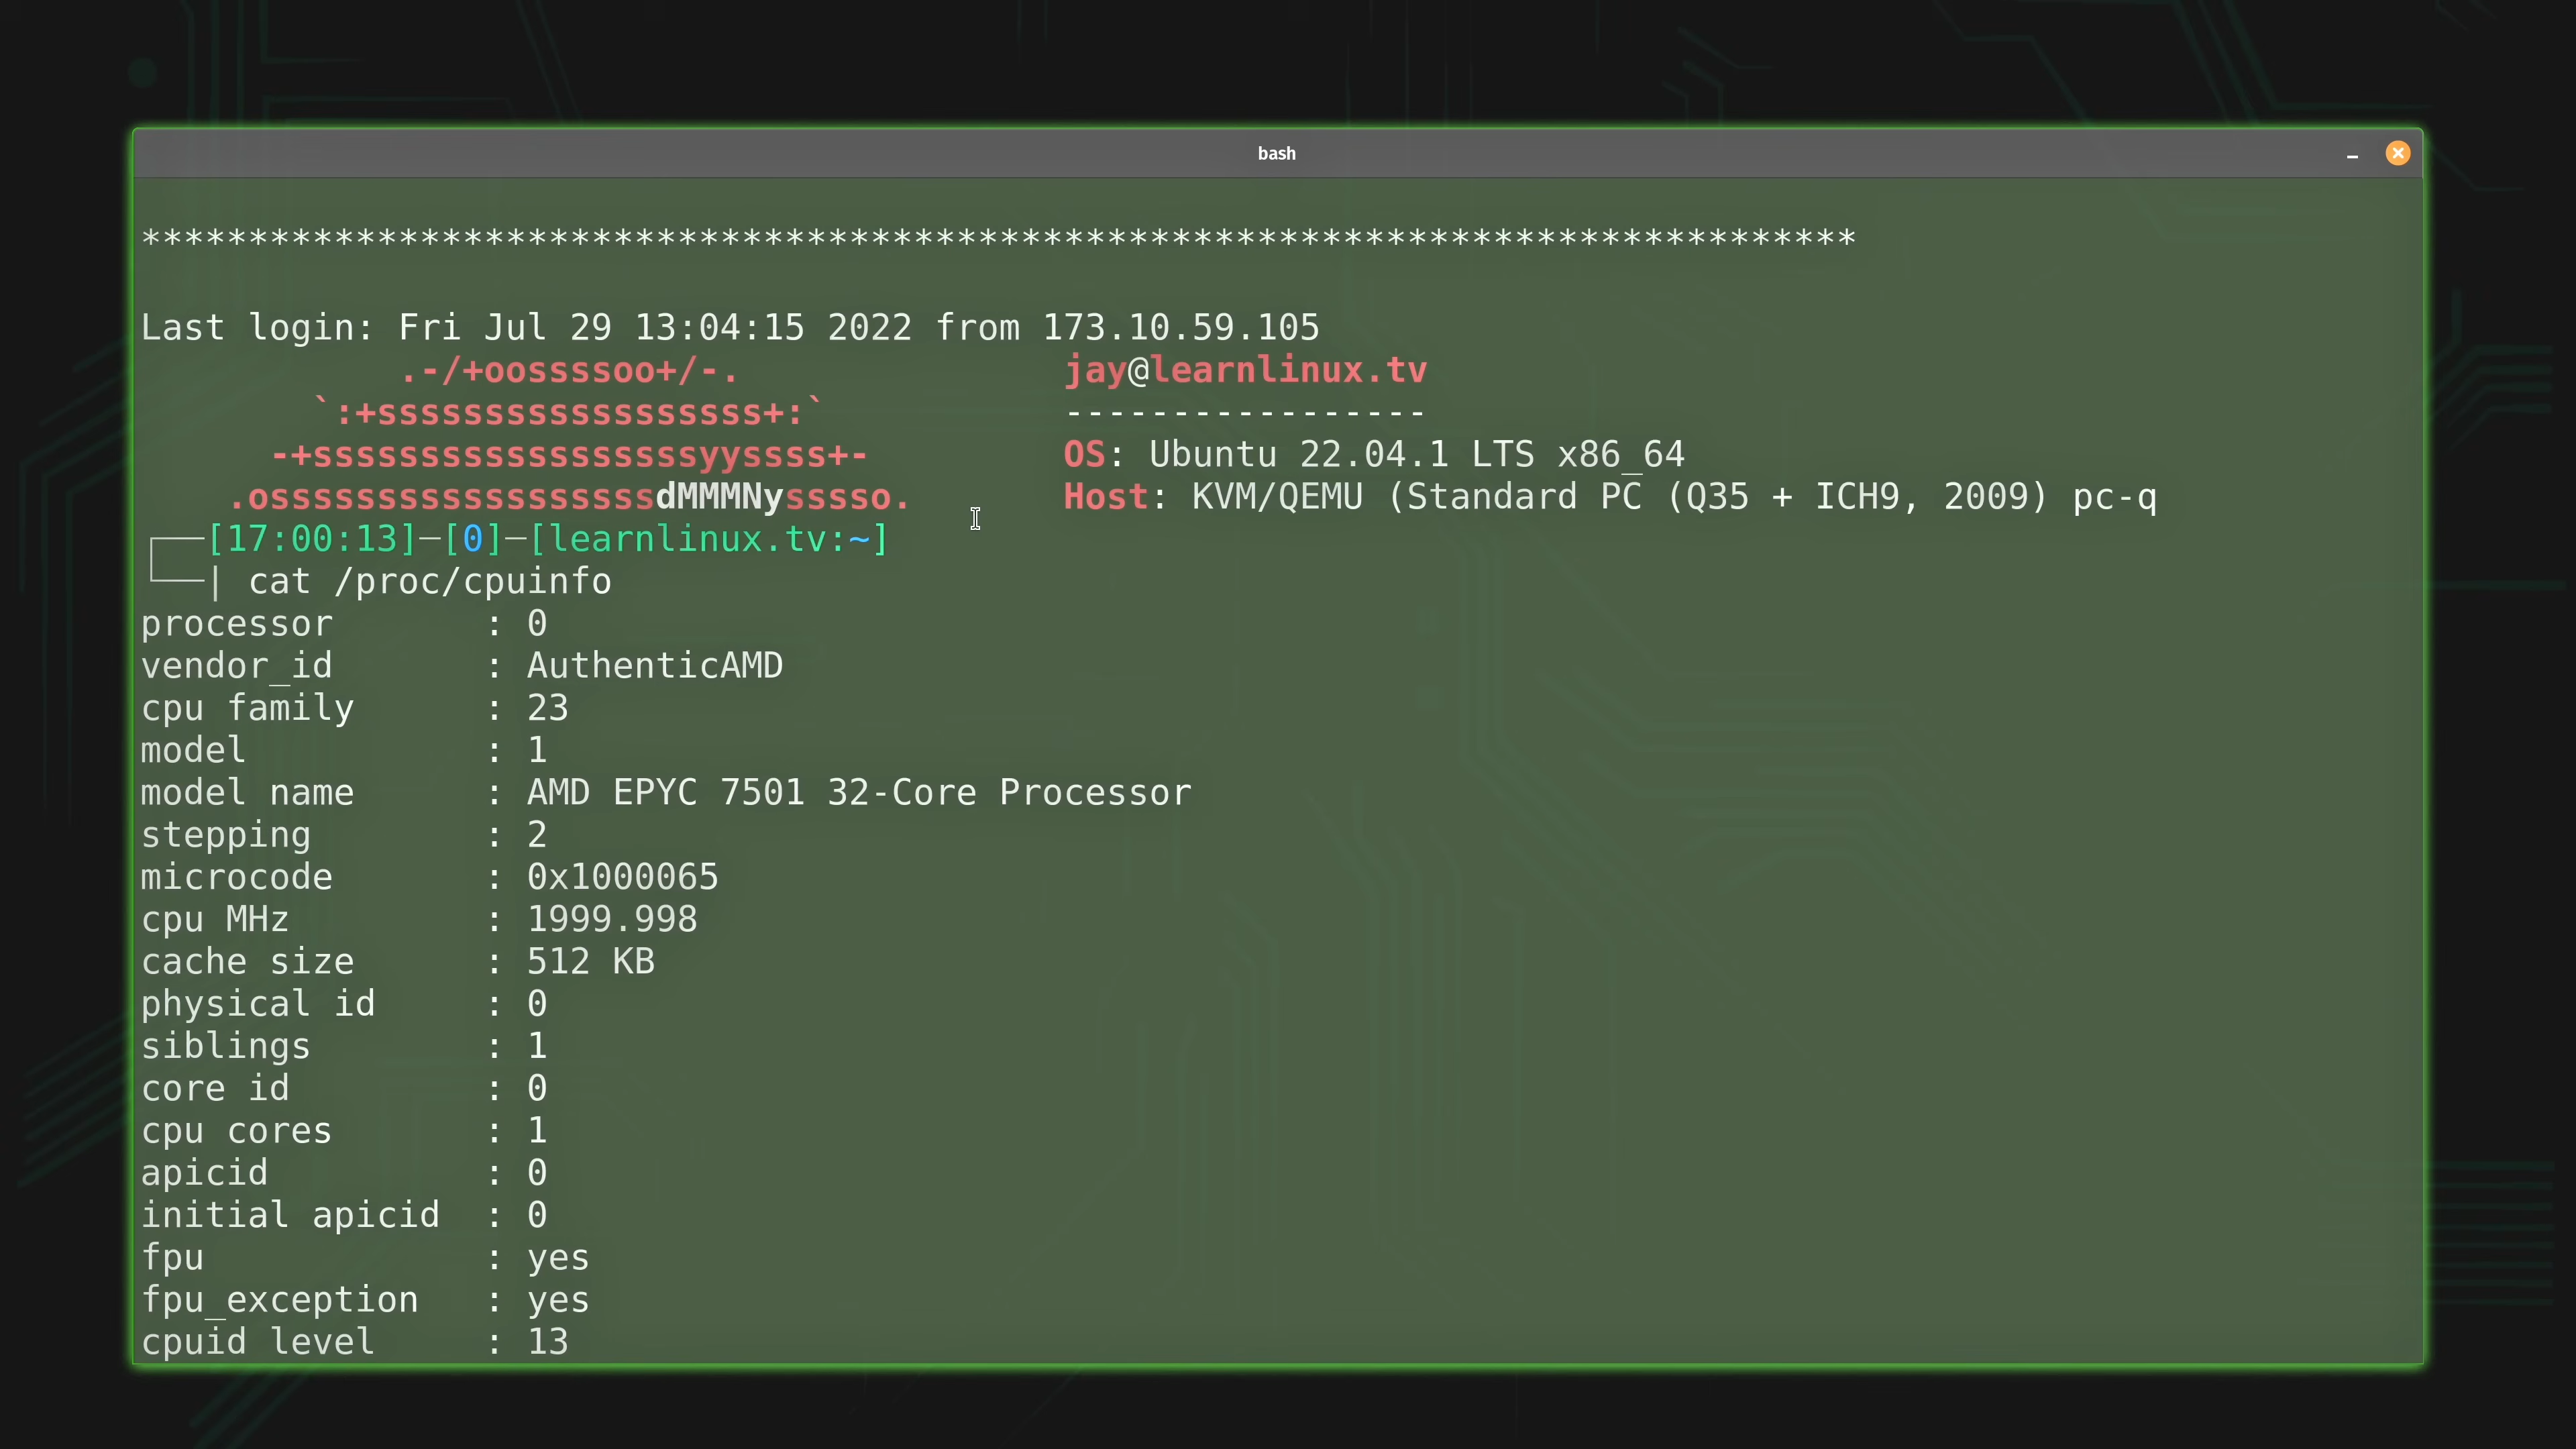 bash
********************************************************************************
Last login: Fri Jul 29 13:04:15 2022 from 173.10.59.105
            .-/+oossssoo+/-.               jay@learnlinux.tv
        `:+ssssssssssssssssss+:`           -----------------
      -+ssssssssssssssssssyyssss+-         OS: Ubuntu 22.04.1 LTS x86_64
    .ossssssssssssssssssdMMMNysssso.       Host: KVM/QEMU (Standard PC (Q35 + ICH9, 2009) pc-q
┌──[17:00:13]─[0]─[learnlinux.tv:~]
└──| cat /proc/cpuinfo
processor       : 0
vendor_id       : AuthenticAMD
cpu family      : 23
model           : 1
model name      : AMD EPYC 7501 32-Core Processor
stepping        : 2
microcode       : 0x1000065
cpu MHz         : 1999.998
cache size      : 512 KB
physical id     : 0
siblings        : 1
core id         : 0
cpu cores       : 1
apicid          : 0
initial apicid  : 0
fpu             : yes
fpu_exception   : yes
cpuid level     : 13